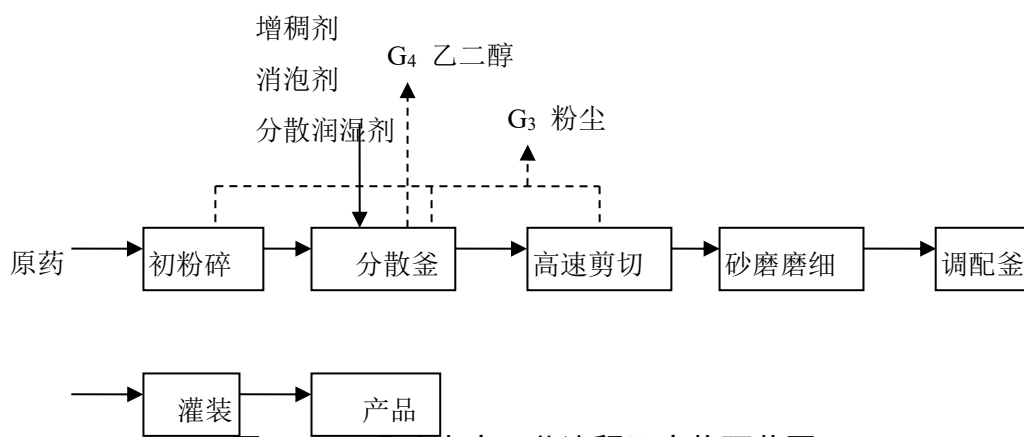 增稠剂
G₄ 乙二醇
消泡剂
G₃ 粉尘
分散润湿剂
原药
初粉碎
分散釜
高速剪切
砂磨磨细
调配釜
灌装
产品